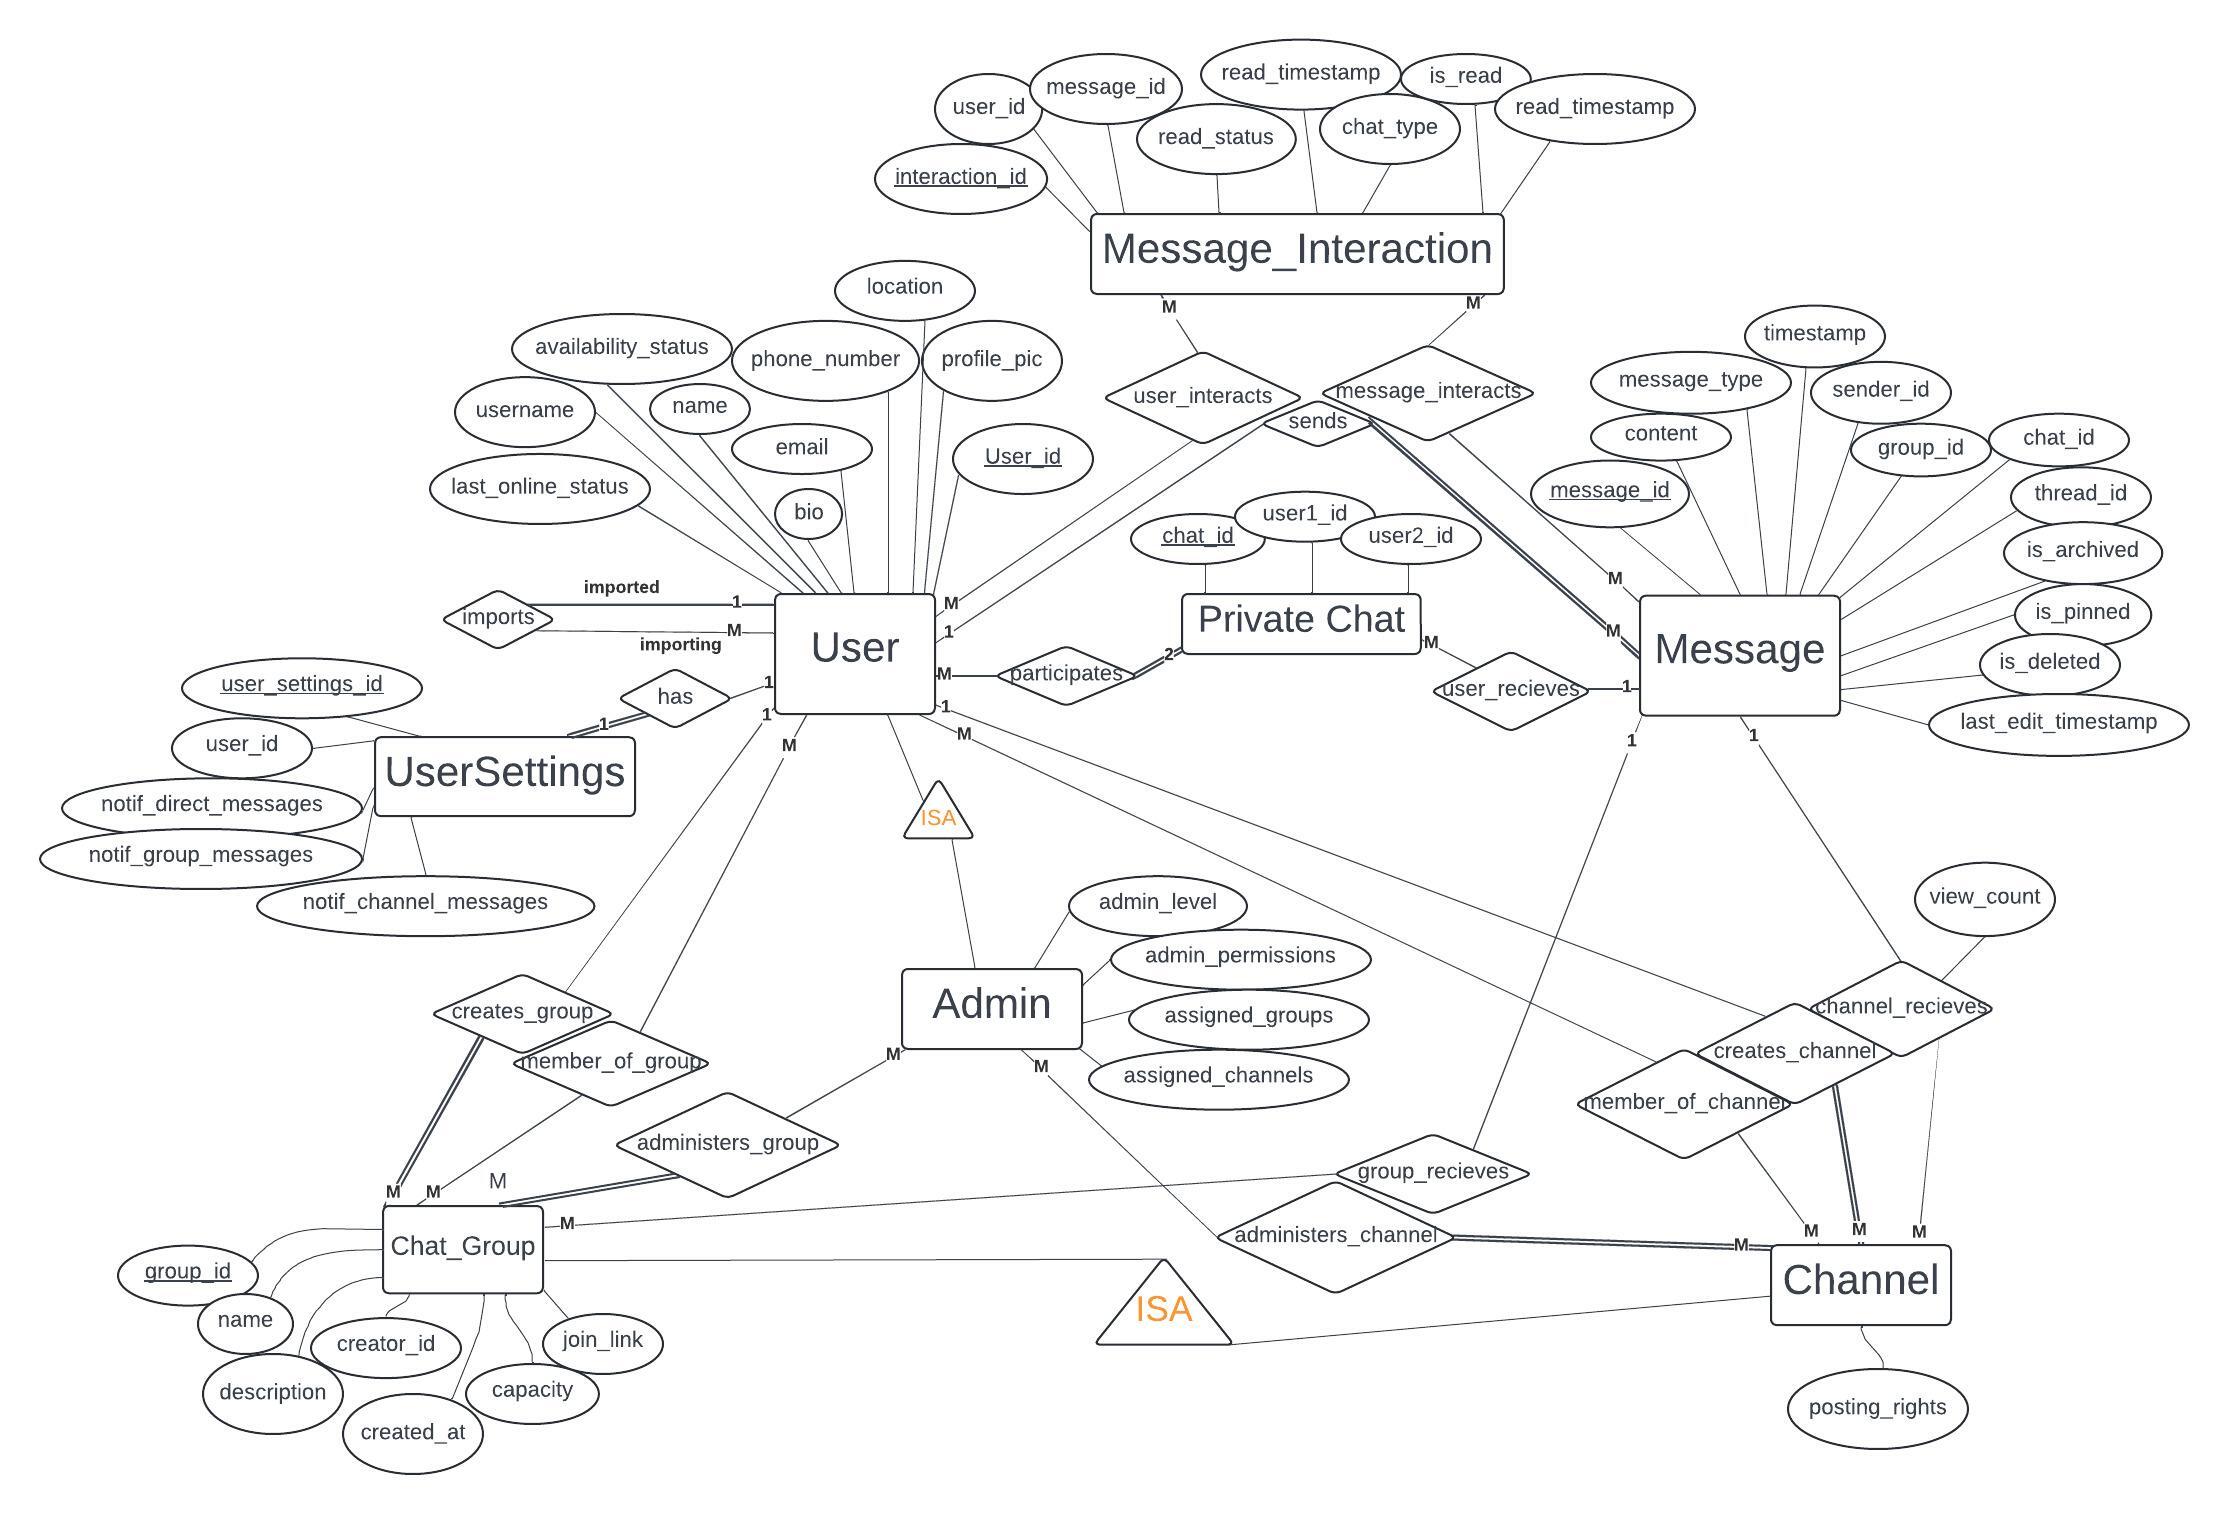 read_timestamp
is_read
message_id
user_id
read_timestamp
read_status
chat_type
interaction_id
Message_Interaction
M
M
location
availability_status
phone_number
profile_pic
username
name
email
User_id
last_online_status
bio
user_interacts
message_interacts
sends
timestamp
message_type
sender_id
content
group_id
chat_id
message_id
thread_id
is_archived
is_pinned
is_deleted
last_edit_timestamp
chat_id
user1_id
user2_id
imported
1
imports
M
importing
User
M
1
M
participates
2
Private Chat
M
user_recieves
1
M
M
Message
user_settings_id
has
1
1
user_id
UserSettings
notif_direct_messages
notif_group_messages
notif_channel_messages
1
M
1
M
1
1
ISA
view_count
admin_level
admin_permissions
Admin
assigned_groups
assigned_channels
M
M
creates_group
member_of_group
administers_group
channel_recieves
creates_channel
member_of_channel
group_recieves
administers_channel
M
M
M
M
M
M
M
M
Chat_Group
Channel
ISA
group_id
name
creator_id
join_link
description
capacity
created_at
posting_rights